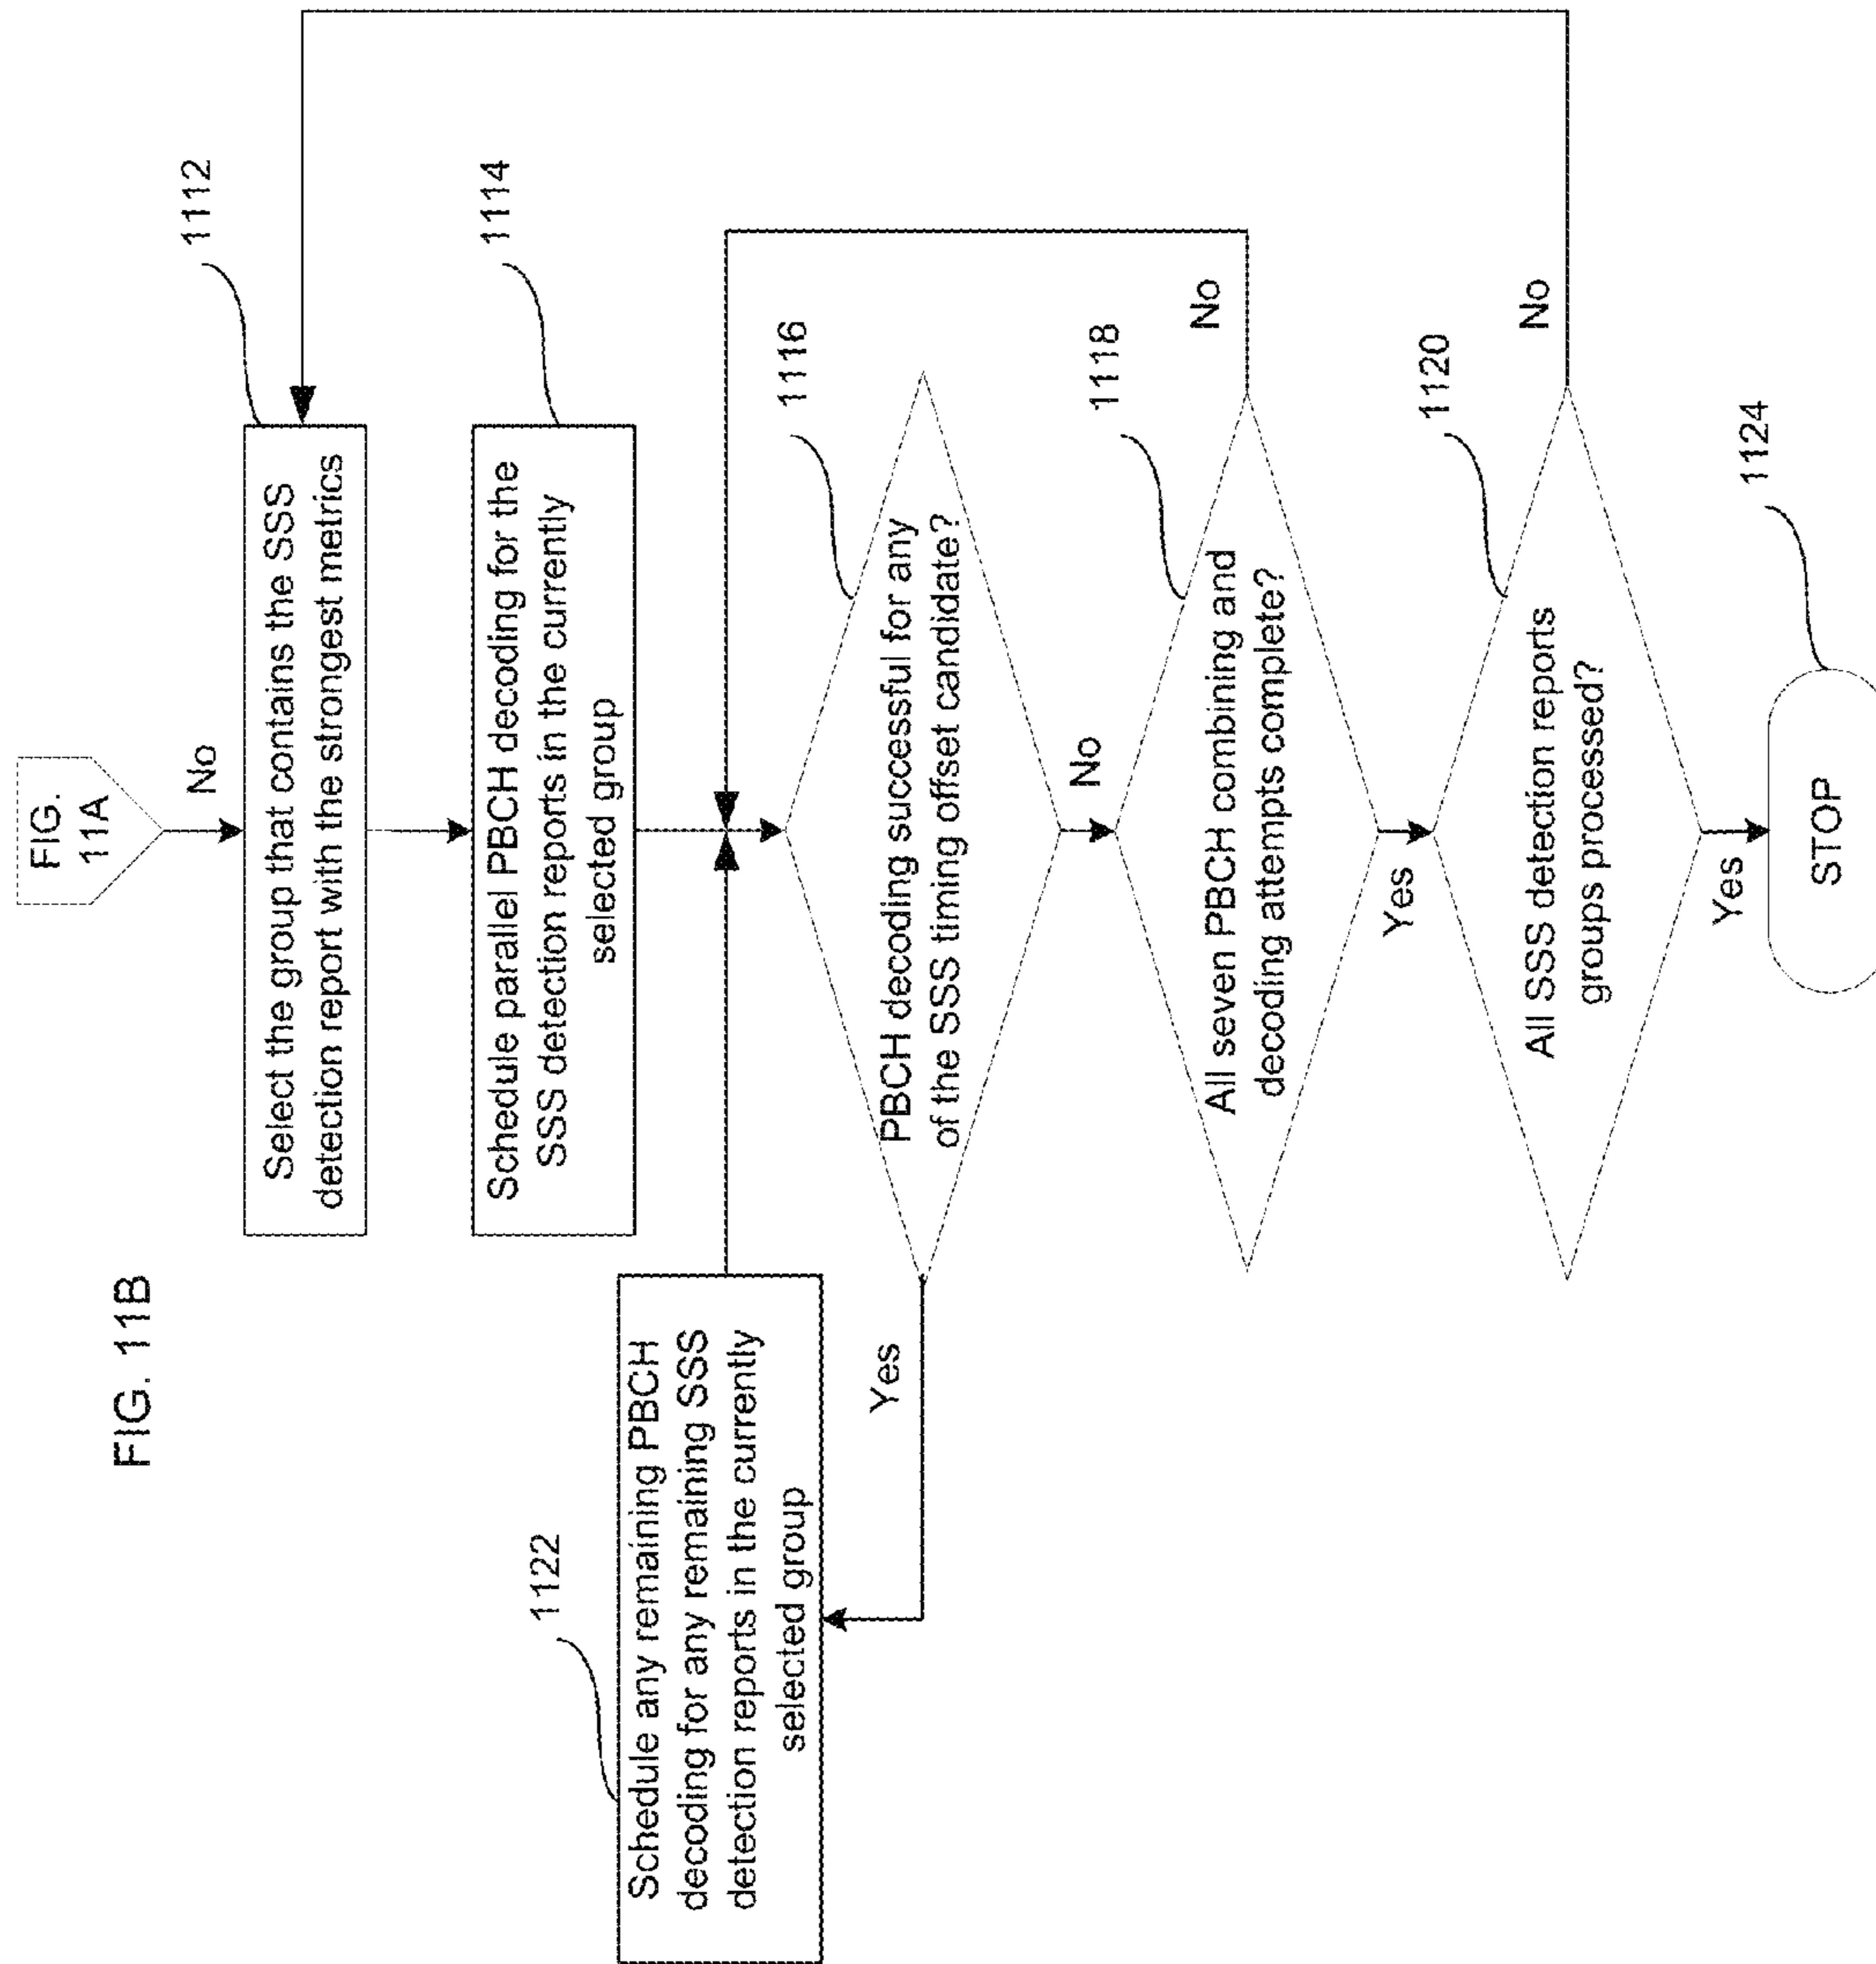 FIG. 11B
FIG.
11A
No
1112
Select the group that contains the SSS
detection report with the strongest metrics
1114
Schedule parallel PBCH decoding for the
SSS detection reports in the currently
selected group
1122
Schedule any remaining PBCH
decoding for any remaining SSS
detection reports in the currently
selected group
1116
PBCH decoding successful for any
of the SSS timing offset candidate?
Yes
No
1118
All seven PBCH combining and
decoding attempts complete?
No
Yes
1120
All SSS detection reports
groups processed?
No
Yes
1124
STOP